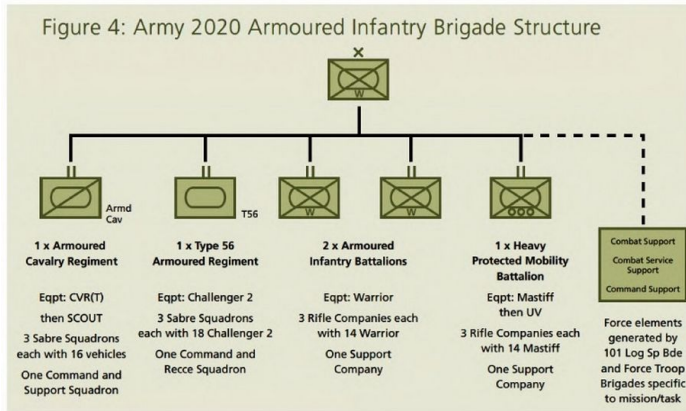 Figure 4: Army 2020 Armoured Infantry Brigade Structure
X
W
Armd
Cav
T56
W
W
1 x Armoured
Cavalry Regiment
Eqpt: CVR(T)
then SCOUT
3 Sabre Squadrons
each with 16 vehicles
One Command and
Support Squadron
1 x Type 56
Armoured Regiment
Eqpt: Challenger 2
3 Sabre Squadrons
each with 18 Challenger 2
One Command and
Recce Squadron
2 x Armoured
Infantry Battalions
Eqpt: Warrior
3 Rifle Companies each
with 14 Warrior
One Support
Company
1 x Heavy
Protected Mobility
Battalion
Eqpt: Mastiff
then UV
3 Rifle Companies each
with 14 Mastiff
One Support
Company
Combat Support
Combat Service
Support
Command Support
Force elements
generated by
101 Log Sp Bde
and Force Troop
Brigades specific
to mission/task